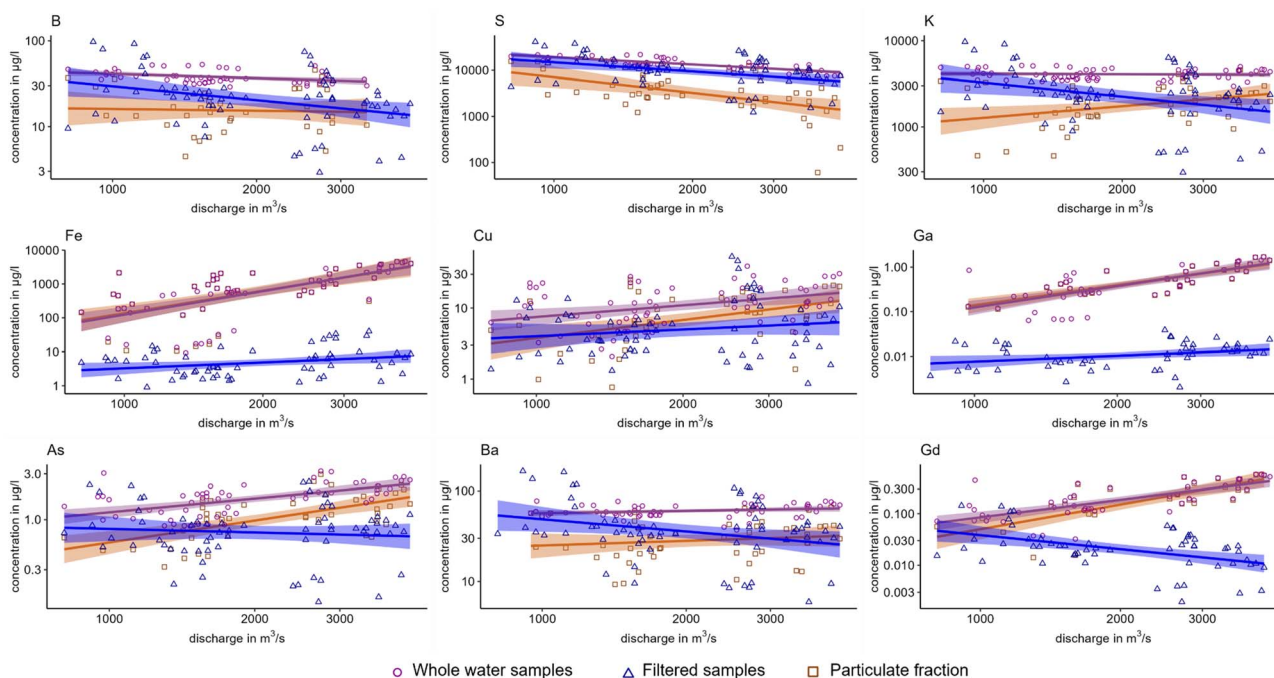 B
concentration in µg/l
100
30
10
3
1000
2000
3000
discharge in m³/s
S
concentration in µg/l
10000
1000
100
1000
2000
3000
discharge in m³/s
K
concentration in µg/l
10000
3000
1000
300
1000
2000
3000
discharge in m³/s
Fe
concentration in µg/l
10000
1000
100
10
1
1000
2000
3000
discharge in m³/s
Cu
concentration in µg/l
30
10
3
1
1000
2000
3000
discharge in m³/s
Ga
concentration in µg/l
1.00
0.10
0.01
1000
2000
3000
discharge in m³/s
As
concentration in µg/l
3.0
1.0
0.3
1000
2000
3000
discharge in m³/s
Ba
concentration in µg/l
100
30
10
1000
2000
3000
discharge in m³/s
Gd
concentration in µg/l
0.300
0.100
0.030
0.010
0.003
1000
2000
3000
discharge in m³/s
Whole water samples
Filtered samples
Particulate fraction